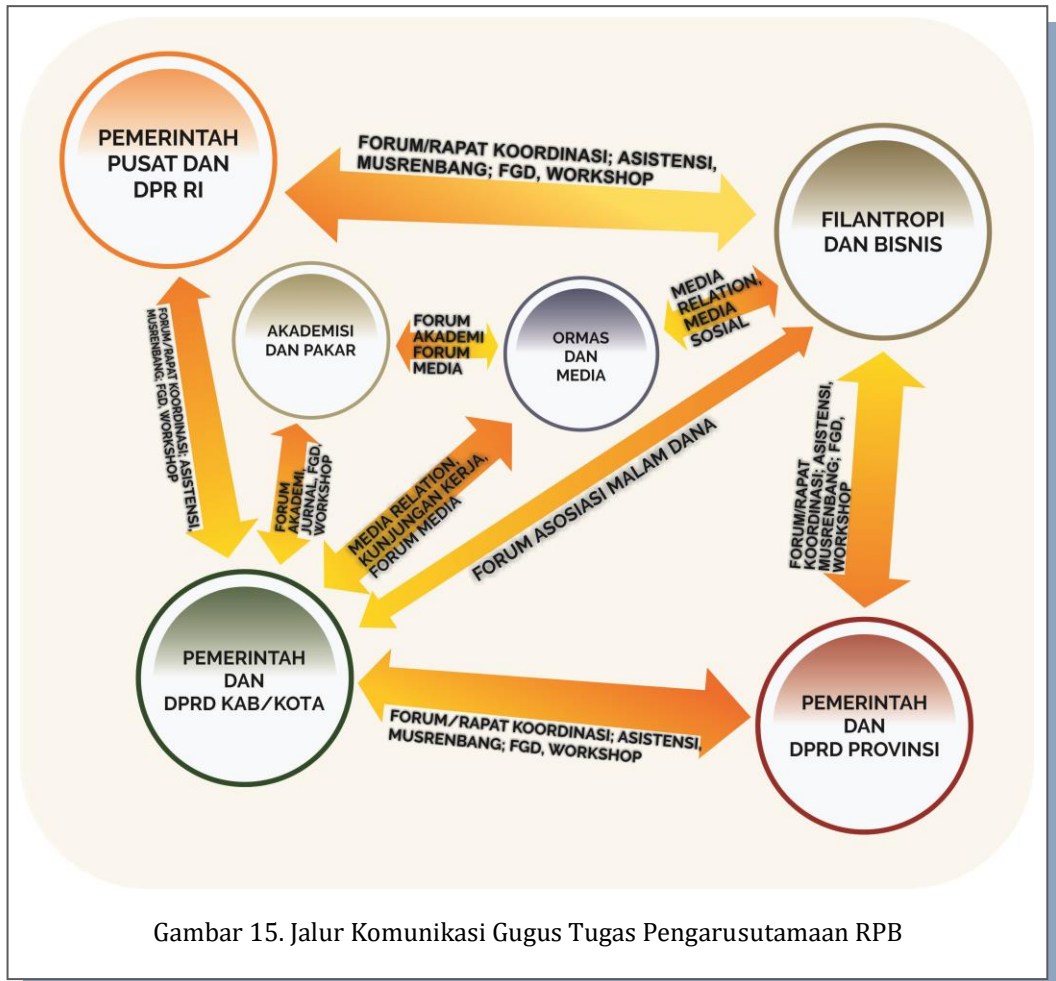 PEMERINTAH
PUSAT DAN
DPR RI
FORUM/RAPAT KOORDINASI; ASISTENSI,
MUSRENBANG; FGD, WORKSHOP
FILANTROPI
DAN BISNIS
AKADEMISI
DAN PAKAR
FORUM
AKADEMI
FORUM
MEDIA
ORMAS
DAN
MEDIA
MEDIA
RELATION,
MEDIA
SOSIAL
FORUM/RAPAT KOORDINASI; ASISTENSI,
MUSRENBANG; FGD, WORKSHOP
FORUM
AKADEMI,
JURNAL, FGD,
WORKSHOP
MEDIA RELATION,
KUNJUNGAN KERJA,
FORUM MEDIA
FORUM ASOSIASI MALAM DANA
FORUM/RAPAT
KOORDINASI; ASISTENSI,
MUSRENBANG; FGD,
WORKSHOP
PEMERINTAH
DAN
DPRD KAB/KOTA
FORUM/RAPAT KOORDINASI; ASISTENSI,
MUSRENBANG; FGD, WORKSHOP
PEMERINTAH
DAN
DPRD PROVINSI
Gambar 15. Jalur Komunikasi Gugus Tugas Pengarusutamaan RPB